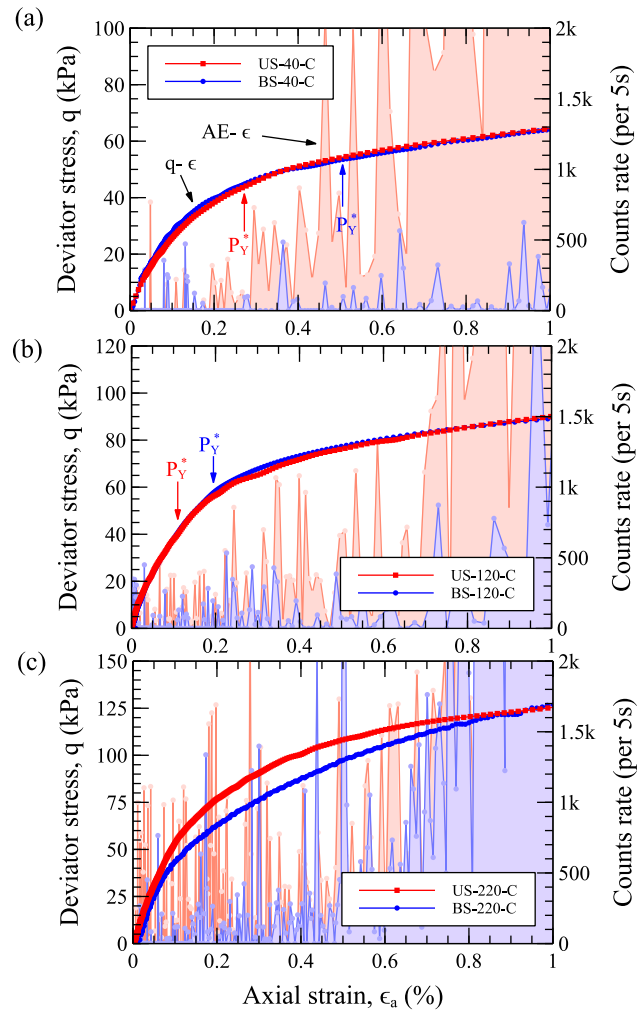 (a)
100
80
60
40
20
0
Deviator stress, q (kPa)
US-40-C
BS-40-C
AE- ϵ
q- ϵ
P*Y
P*Y
2k
1.5k
1k
500
0
Counts rate (per 5s)
0 0.2 0.4 0.6 0.8 1
(b)
120
100
80
60
40
20
0
Deviator stress, q (kPa)
P*Y
P*Y
US-120-C
BS-120-C
2k
1.5k
1k
500
0
Counts rate (per 5s)
0 0.2 0.4 0.6 0.8 1
(c)
150
125
100
75
50
25
0
Deviator stress, q (kPa)
US-220-C
BS-220-C
2k
1.5k
1k
500
0
Counts rate (per 5s)
0 0.2 0.4 0.6 0.8 1
Axial strain, ϵa (%)